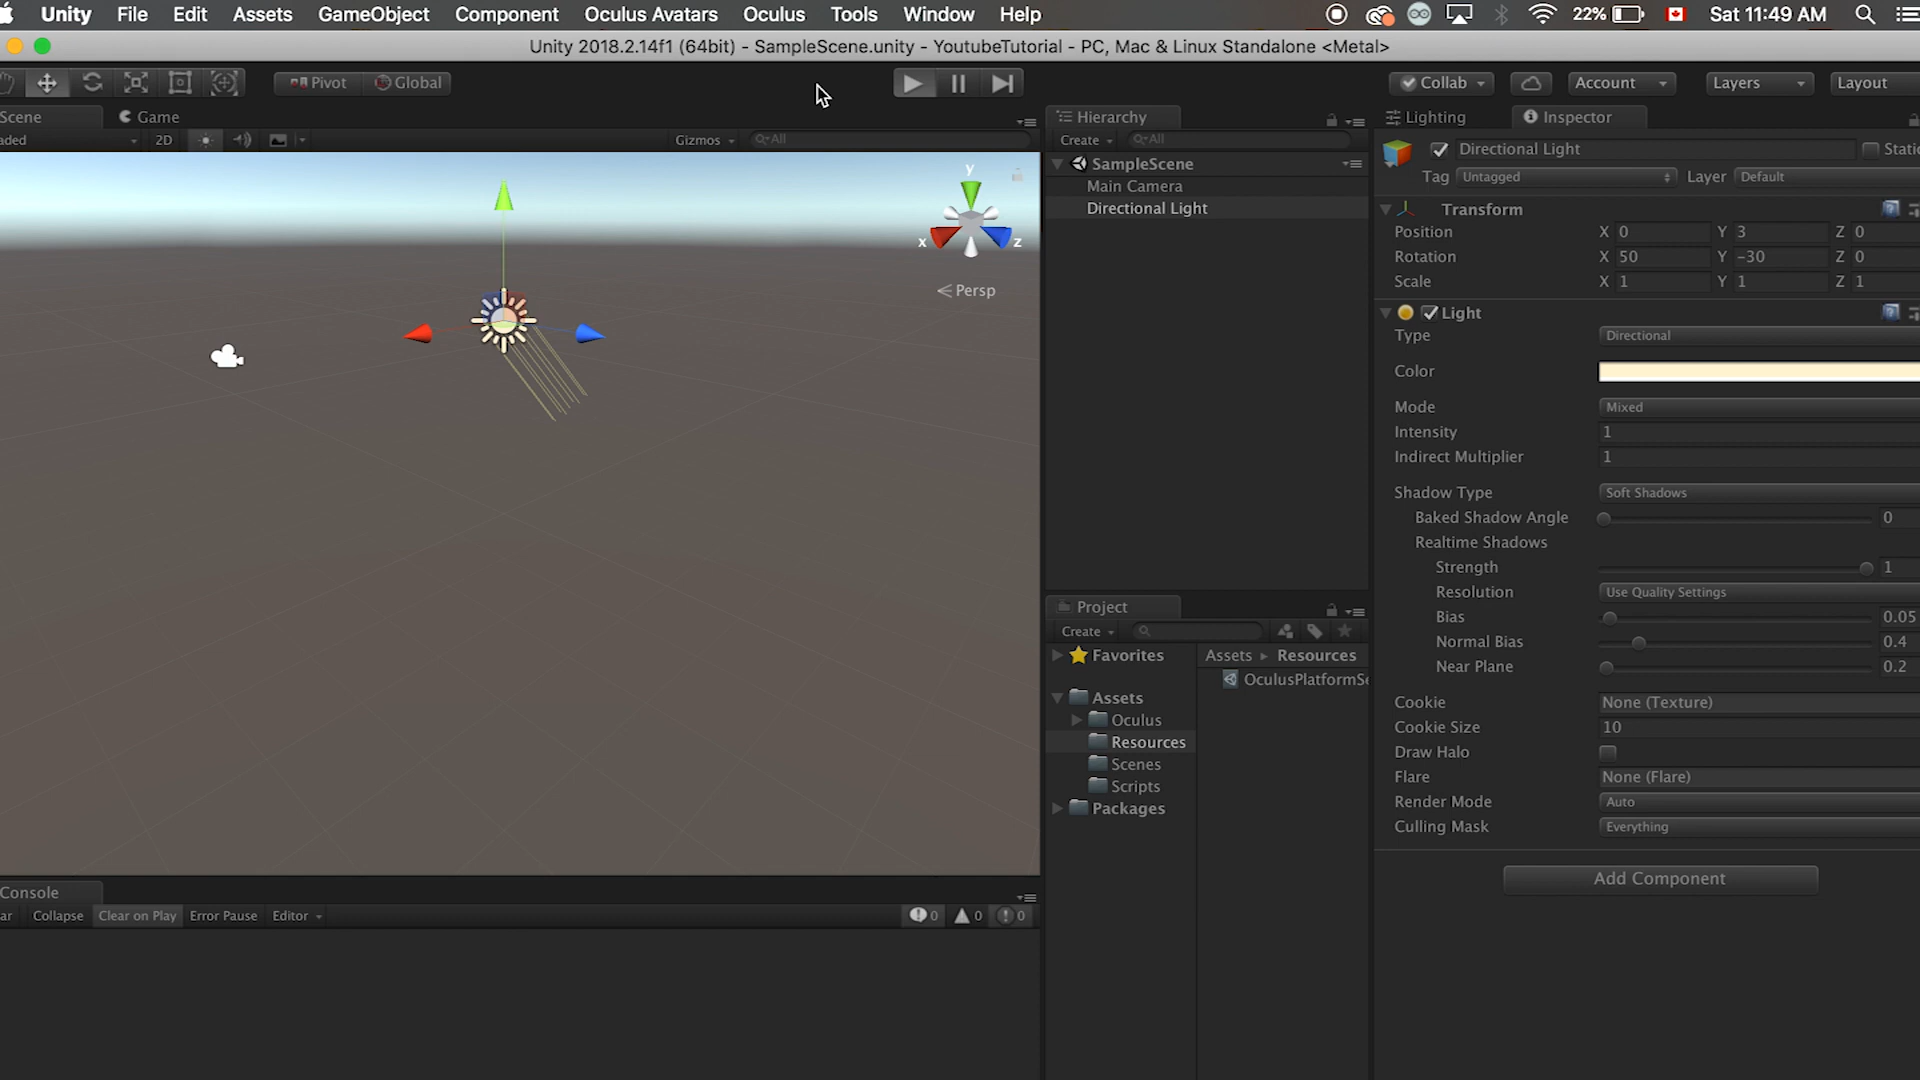 Unity File Edit Assets GameObject Component Oculus Avatars Oculus Tools Window Help 22% Sat 11:49 AM
Unity 2018.2.14f1 (64bit) - SampleScene.unity - YoutubeTutorial - PC, Mac & Linux Standalone <Metal>
Pivot Global Collab Account Layers Layout
Scene Game
aded 2D Gizmos All
y
x
z
Persp
Hierarchy
Create All
SampleScene
Main Camera
Directional Light
Project
Create
Favorites
Assets
Oculus
Resources
Scenes
Scripts
Packages
Assets Resources
OculusPlatformSe
Lighting Inspector
Directional Light Static
Tag Untagged Layer Default
Transform
Position X 0 Y 3 Z 0
Rotation X 50 Y -30 Z 0
Scale X 1 Y 1 Z 1
Light
Type Directional
Color
Mode Mixed
Intensity 1
Indirect Multiplier 1
Shadow Type Soft Shadows
Baked Shadow Angle 0
Realtime Shadows
Strength 1
Resolution Use Quality Settings
Bias 0.05
Normal Bias 0.4
Near Plane 0.2
Cookie None (Texture)
Cookie Size 10
Draw Halo
Flare None (Flare)
Render Mode Auto
Culling Mask Everything
Add Component
Console
ar Collapse Clear on Play Error Pause Editor 0 0 0